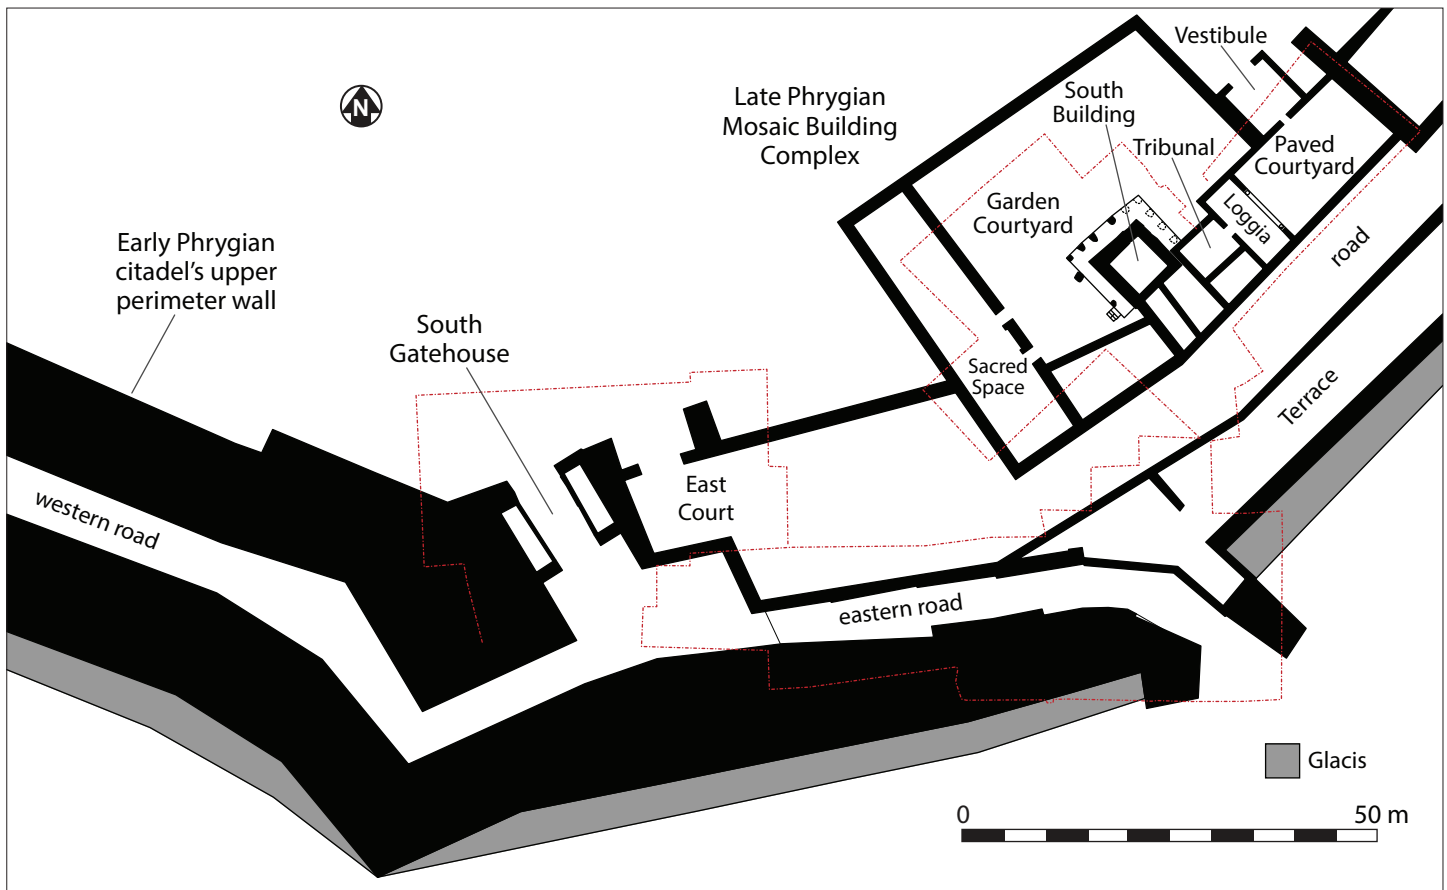 Vestibule
N
Late Phrygian
Mosaic Building
Complex
South
Building
Tribunal
Paved
Courtyard
Garden
Courtyard
Loggia
road
Early Phrygian
citadel's upper
perimeter wall
South
Gatehouse
Sacred
Space
Terrace
western road
East
Court
eastern road
Glacis
0
50 m